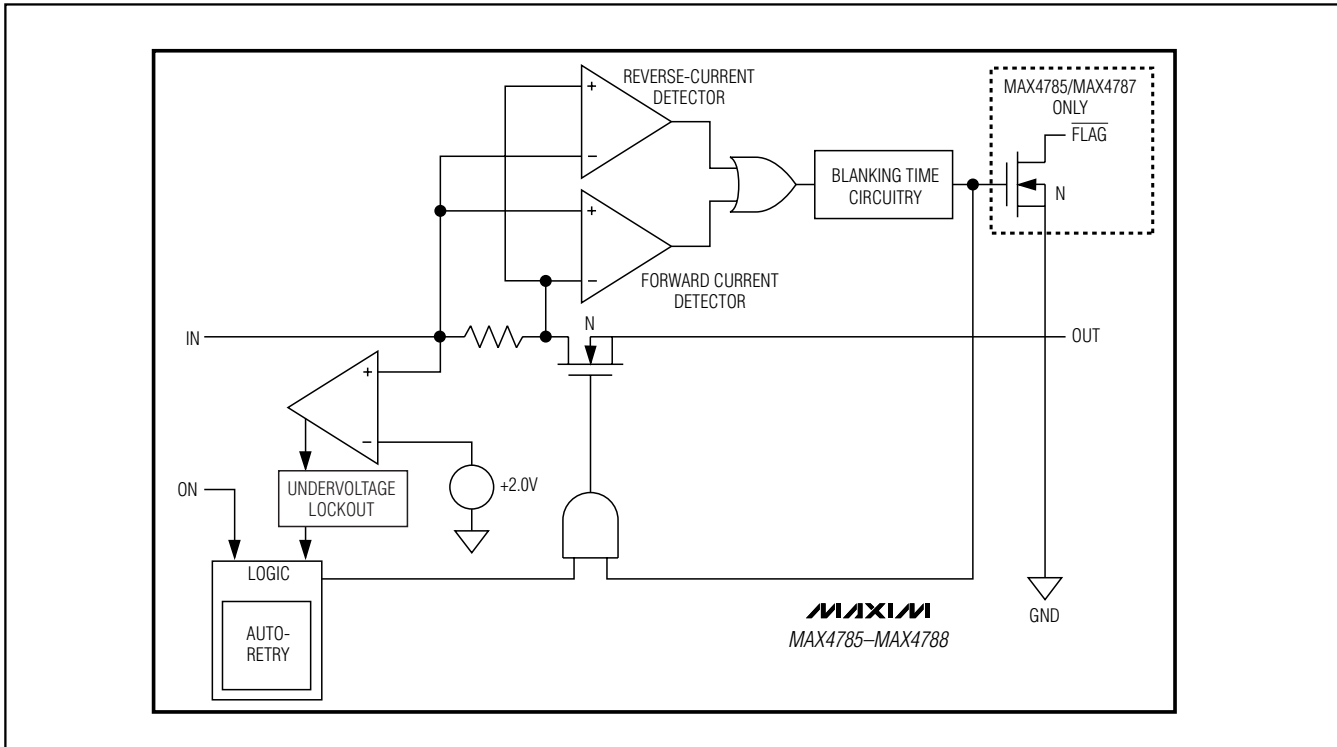 REVERSE-CURRENT
DETECTOR
+
−
MAX4785/MAX4787
ONLY
FLAG
N
BLANKING TIME
CIRCUITRY
+
−
FORWARD CURRENT
DETECTOR
IN
N
OUT
+
−
ON
UNDERVOLTAGE
LOCKOUT
+2.0V
LOGIC
AUTO-
RETRY
MAXIM
MAX4785–MAX4788
GND